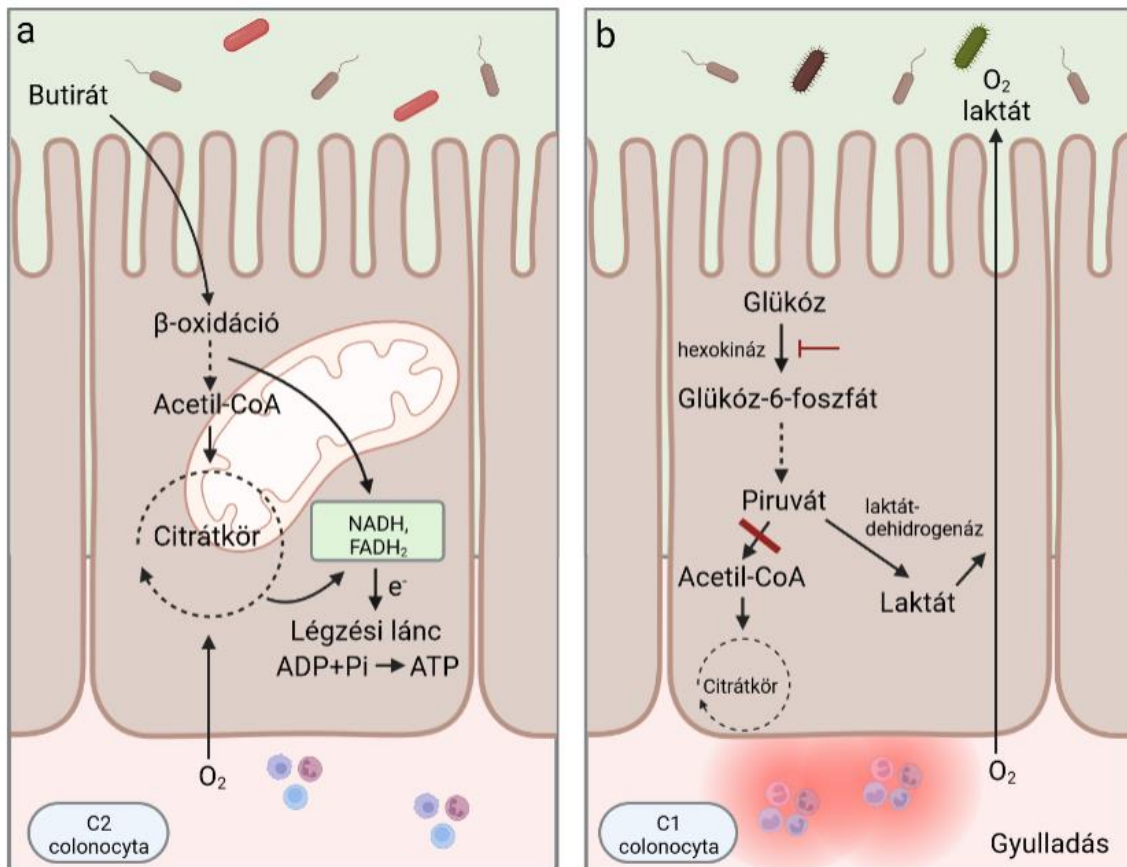 a
Butirát
β-oxidáció
Acetil-CoA
Citrátkör
NADH,
FADH₂
e⁻
Légzési lánc
ADP+Pi → ATP
O₂
C2
colonocyta
b
O₂
laktát
Glükóz
hexokináz
Glükóz-6-foszfát
Piruvát
laktát-
dehidrogenáz
Acetil-CoA
Laktát
Citrátkör
O₂
C1
colonocyta
Gyulladás